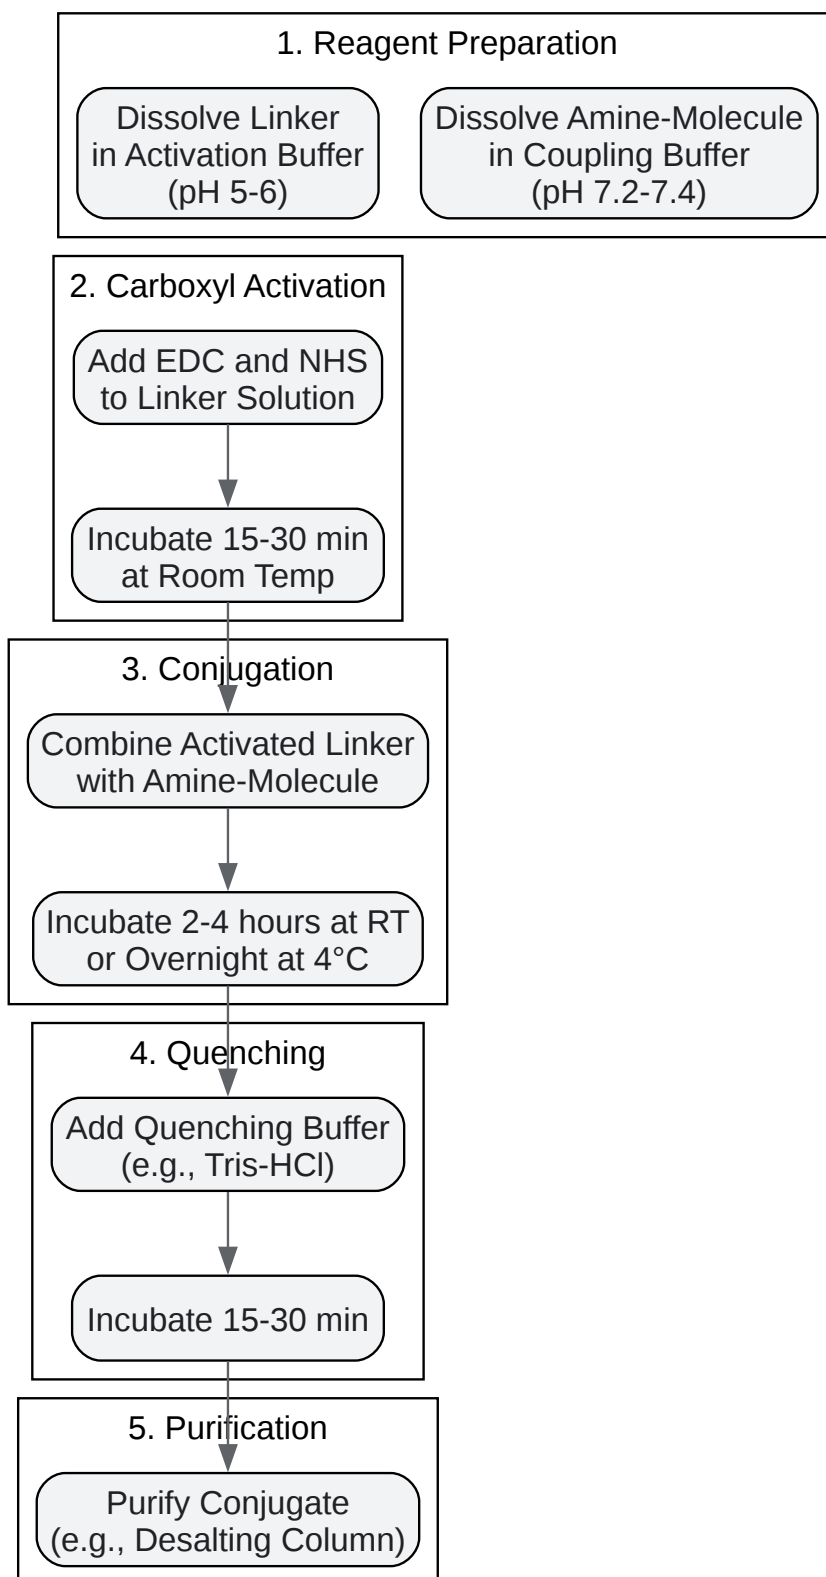 1. Reagent Preparation
Dissolve Linker
in Activation Buffer
(pH 5-6)
Dissolve Amine-Molecule
in Coupling Buffer
(pH 7.2-7.4)
2. Carboxyl Activation
Add EDC and NHS
to Linker Solution
Incubate 15-30 min
at Room Temp
3. Conjugation
Combine Activated Linker
with Amine-Molecule
Incubate 2-4 hours at RT
or Overnight at 4°C
4. Quenching
Add Quenching Buffer
(e.g., Tris-HCl)
Incubate 15-30 min
5. Purification
Purify Conjugate
(e.g., Desalting Column)